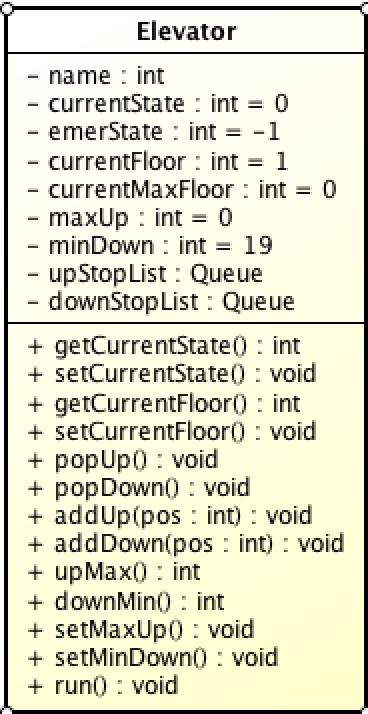 Elevator
- name : int
- currentState : int = 0
- emerState : int = -1
- currentFloor : int = 1
- currentMaxFloor : int = 0
- maxUp : int = 0
- minDown : int = 19
- upStopList : Queue
- downStopList : Queue
+ getCurrentState() : int
+ setCurrentState() : void
+ getCurrentFloor() : int
+ setCurrentFloor() : void
+ popUp() : void
+ popDown() : void
+ addUp(pos : int) : void
+ addDown(pos : int) : void
+ upMax() : int
+ downMin() : int
+ setMaxUp() : void
+ setMinDown() : void
+ run() : void